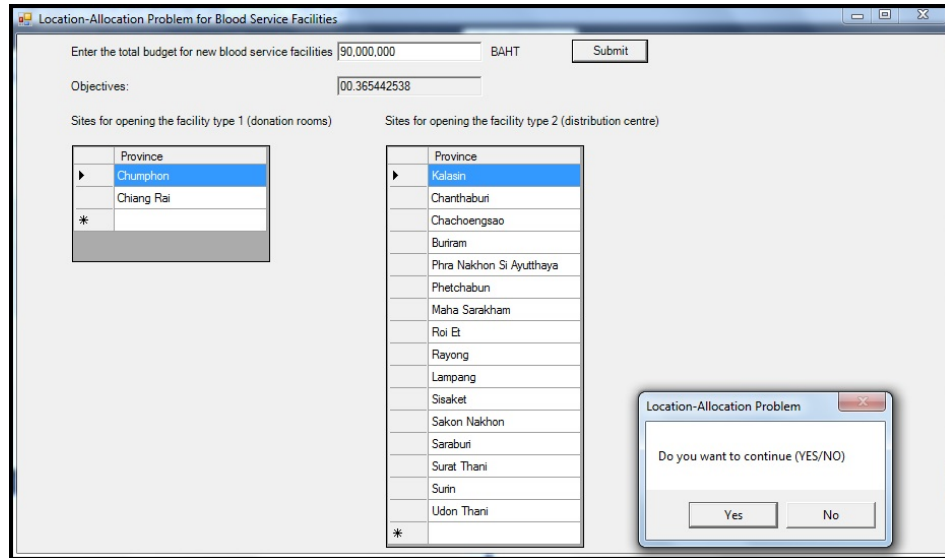 Location-Allocation Problem for Blood Service Facilities
Enter the total budget for new blood service facilities 90,000,000 BAHT Submit
Objectives: 00.365442538
Sites for opening the facility type 1 (donation rooms)
Province
Chumphon
Chiang Rai
Sites for opening the facility type 2 (distribution centre)
Province
Kalasin
Chanthaburi
Chachoengsao
Buriram
Phra Nakhon Si Ayutthaya
Phetchabun
Maha Sarakham
Roi Et
Rayong
Lampang
Sisaket
Sakon Nakhon
Saraburi
Surat Thani
Surin
Udon Thani
Location-Allocation Problem
Do you want to continue (YES/NO)
Yes No